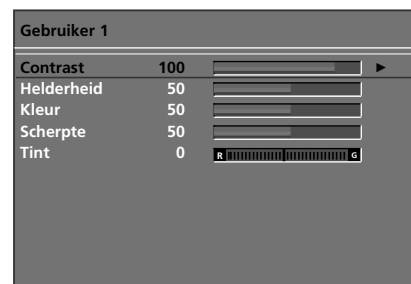 Gebruiker 1
Contrast 100
Helderheid 50
Kleur 50
Scherpte 50
Tint 0 R G